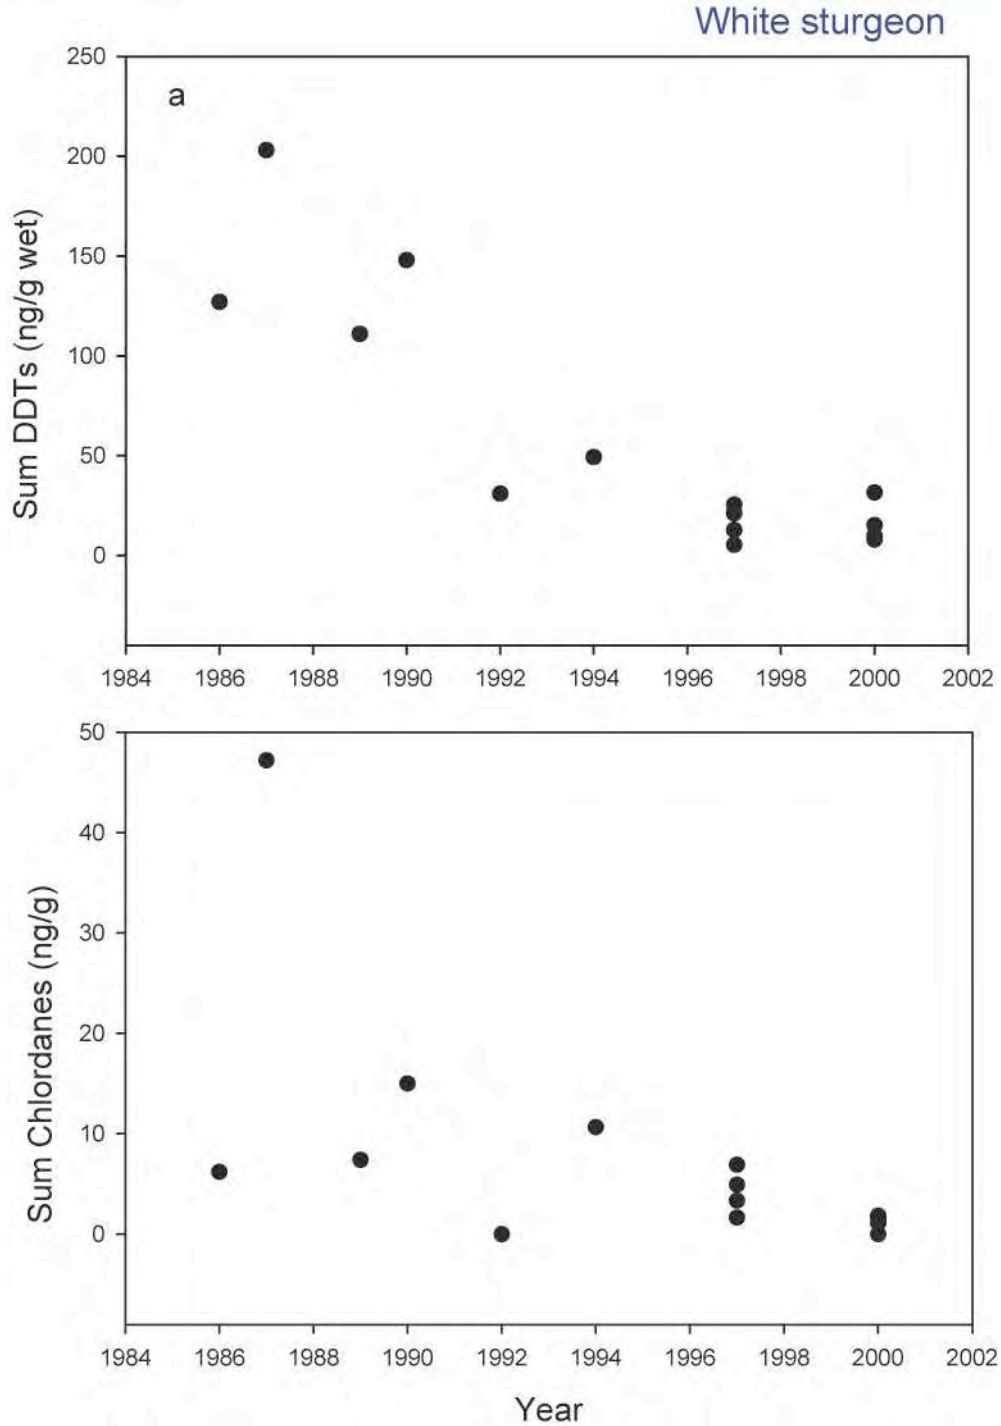 White sturgeon
250
a
200
150
100
50
0
Sum DDTs (ng/g wet)
1984 1986 1988 1990 1992 1994 1996 1998 2000 2002
50
40
30
20
10
0
Sum Chlordanes (ng/g)
1984 1986 1988 1990 1992 1994 1996 1998 2000 2002
Year